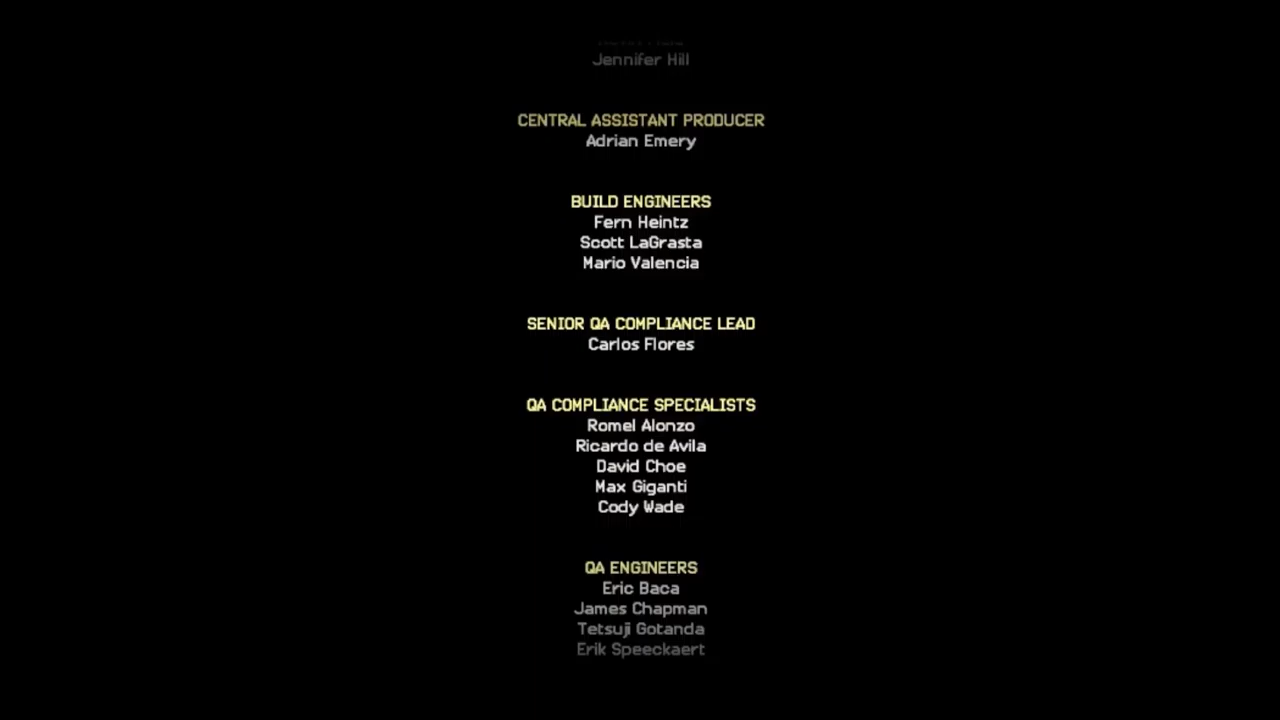 Jennifer Hill
CENTRAL ASSISTANT PRODUCER
Adrian Emery
BUILD ENGINEERS
Fern Heintz
Scott LaGrasta
Mario Valencia
SENIOR QA COMPLIANCE LEAD
Carlos Flores
QA COMPLIANCE SPECIALISTS
Romel Alonzo
Ricardo de Avila
David Choe
Max Giganti
Cody Wade
QA ENGINEERS
Eric Baca
James Chapman
Tetsuji Gotanda
Erik Speeckaert